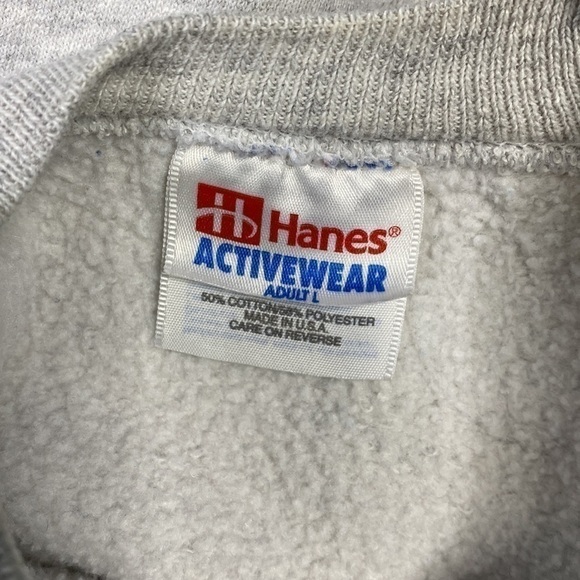 Hanes®
ACTIVEWEAR
ADULT L
50% COTTON/50% POLYESTER
MADE IN U.S.A.
CARE ON REVERSE